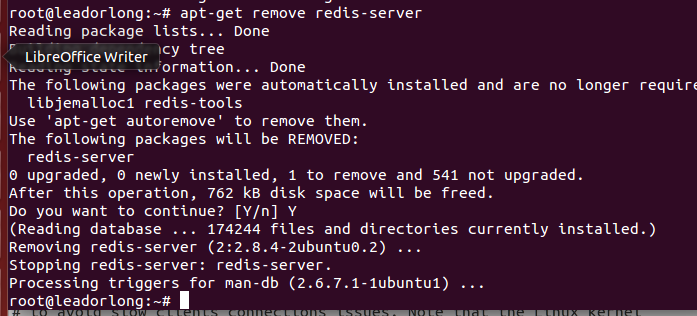 root@leadorlong:~# apt-get remove redis-server
Reading package lists... Done
LibreOffice Writer
tree
Reading state information... Done
The following packages were automatically installed and are no longer require
  libjemalloc1 redis-tools
Use 'apt-get autoremove' to remove them.
The following packages will be REMOVED:
  redis-server
0 upgraded, 0 newly installed, 1 to remove and 541 not upgraded.
After this operation, 762 kB disk space will be freed.
Do you want to continue? [Y/n] Y
(Reading database ... 174244 files and directories currently installed.)
Removing redis-server (2:2.8.4-2ubuntu0.2) ...
Stopping redis-server: redis-server.
Processing triggers for man-db (2.6.7.1-1ubuntu1) ...
root@leadorlong:~#
# to avoid slow clients connections issues. Note that the Linux kernel